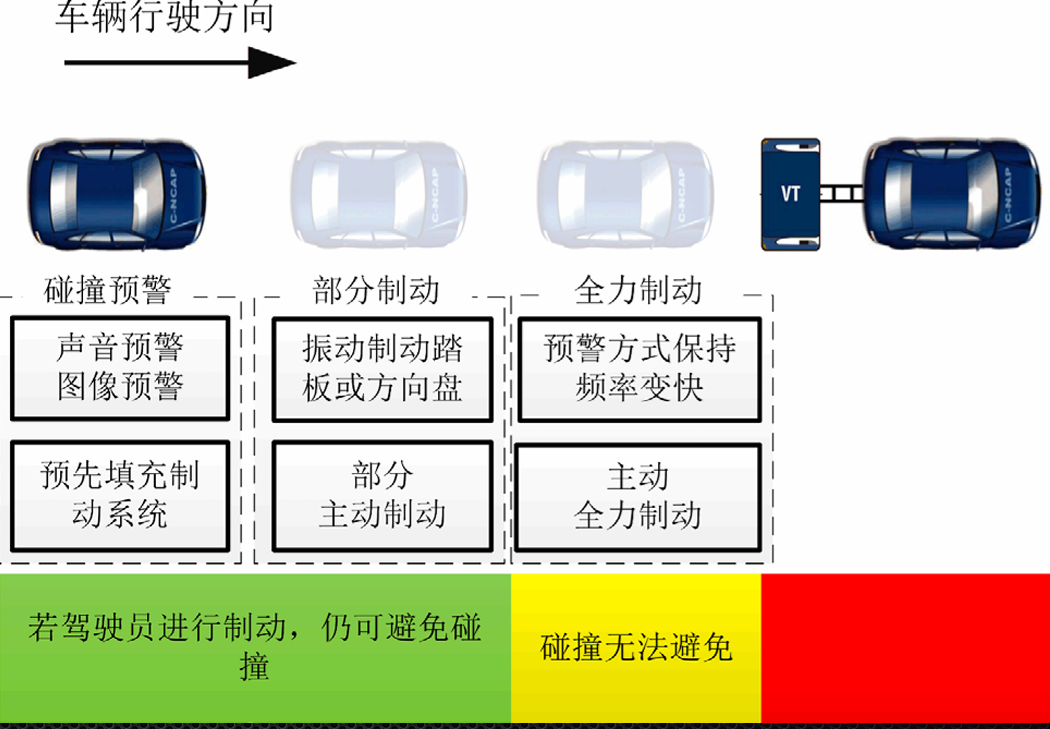 车辆行驶方向
C-NCAP
C-NCAP
C-NCAP
VT
C-NCAP
碰撞预警
部分制动
全力制动
声音预警
图像预警
振动制动踏
板或方向盘
预警方式保持
频率变快
预先填充制
动系统
部分
主动制动
主动
全力制动
若驾驶员进行制动，仍可避免碰
撞
碰撞无法避免